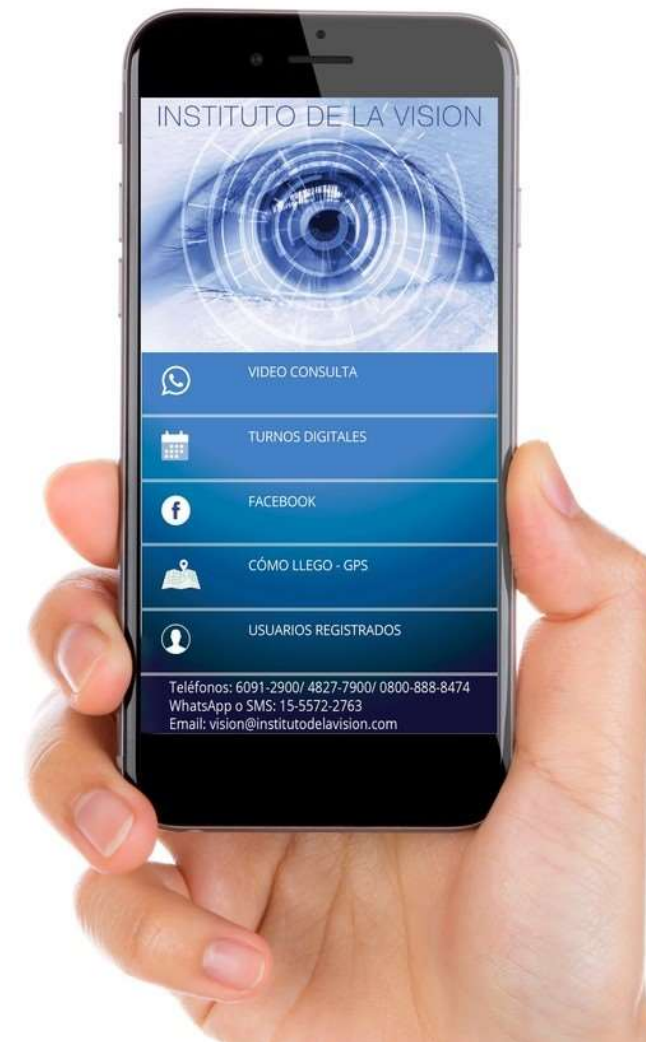 INSTITUTO DE LA VISION
VIDEO CONSULTA
TURNOS DIGITALES
FACEBOOK
CÓMO LLEGO - GPS
USUARIOS REGISTRADOS
Teléfonos: 6091-2900/ 4827-7900/ 0800-888-8474
WhatsApp o SMS: 15-5572-2763
Email: vision@institutodelavision.com